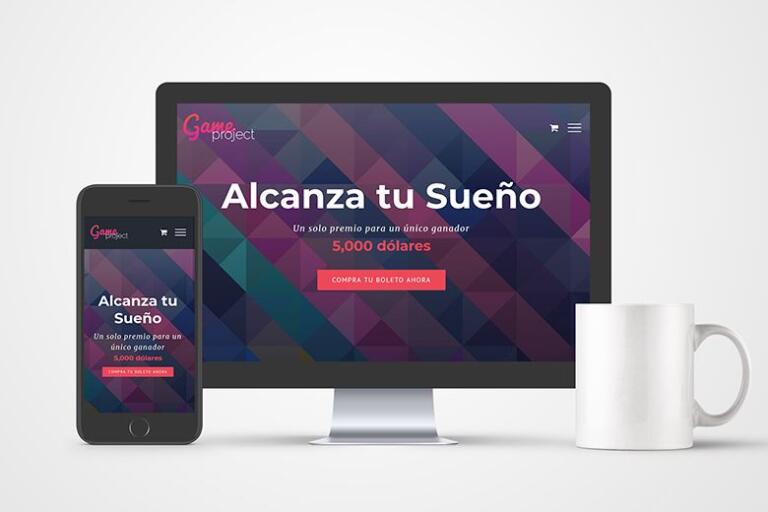 Game
project
Alcanza tu Sueño
Un solo premio para un único ganador
5,000 dólares
COMPRA TU BOLETO AHORA
Game
project
Alcanza tu
Sueño
Un solo premio para un
único ganador
5,000 dólares
COMPRA TU BOLETO AHORA